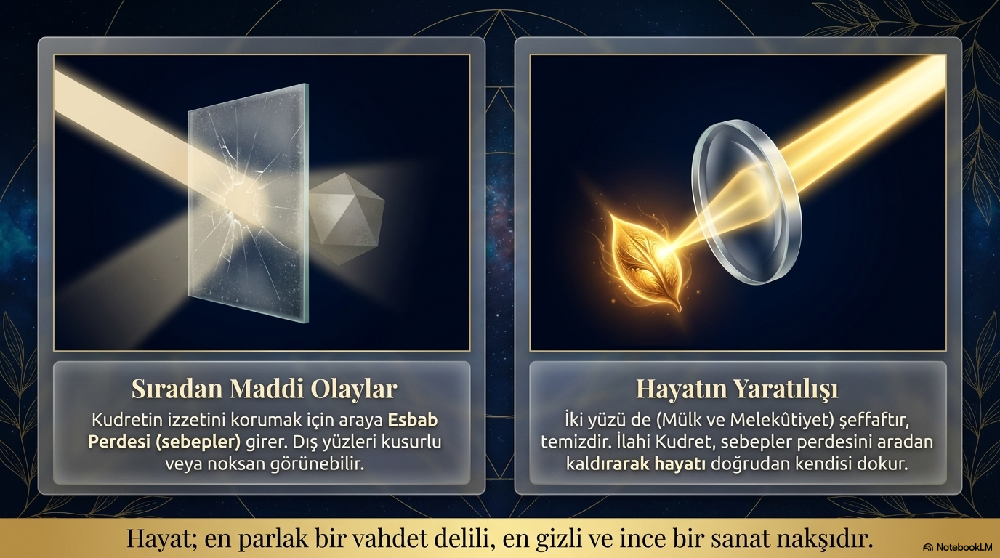 Sıradan Maddi Olaylar
Kudretin izzetini korumak için araya Esbab
Perdesi (sebepler) girer. Dış yüzleri kusurlu
veya noksan görünebilir.
Hayatın Yaratılışı
İki yüzü de (Mülk ve Melekûtiyet) şeffaftır,
temizdir. İlahi Kudret, sebepler perdesini aradan
kaldırarak hayatı doğrudan kendisi dokur.
Hayat; en parlak bir vahdet delili, en gizli ve ince bir sanat nakşıdır.
NotebookLM